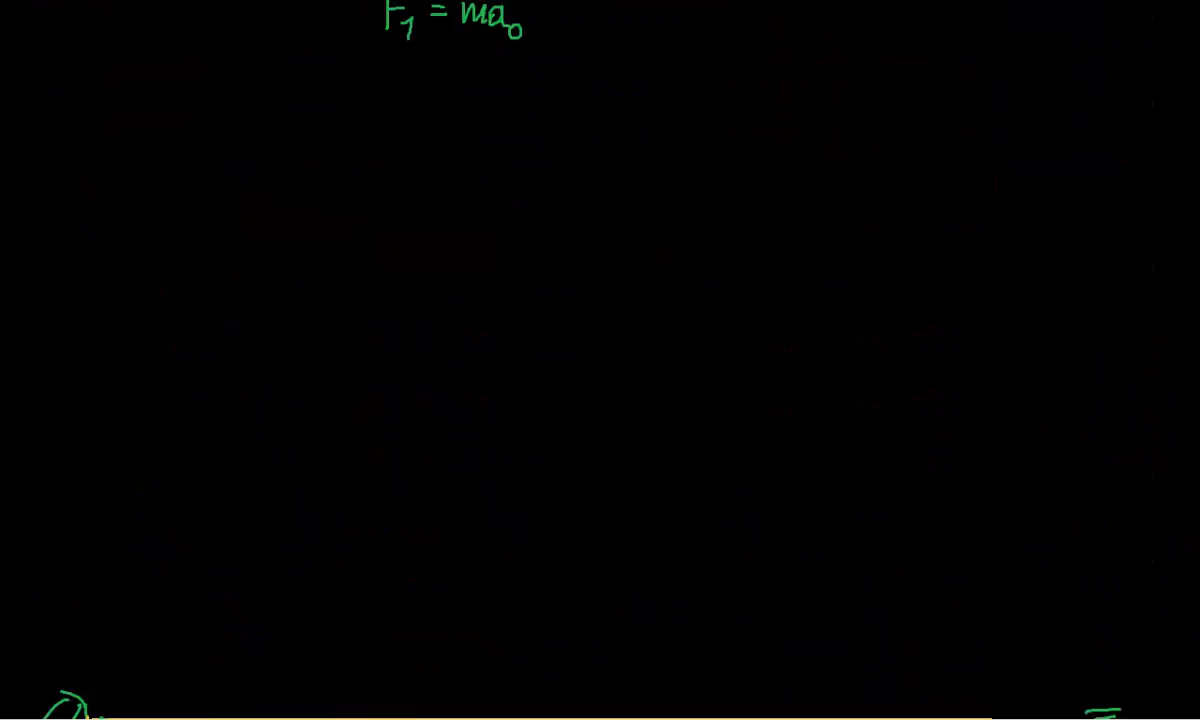 F₁ = ma₀